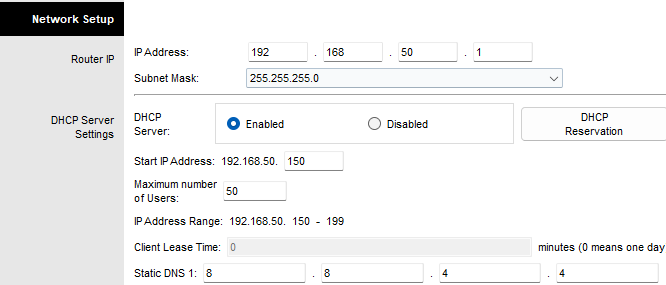 Network Setup
Router IP
IP Address: 192 . 168 . 50 . 1
Subnet Mask: 255.255.255.0
DHCP Server Settings
DHCP Server: Enabled Disabled
DHCP Reservation
Start IP Address: 192.168.50. 150
Maximum number of Users: 50
IP Address Range: 192.168.50. 150 - 199
Client Lease Time: 0 minutes (0 means one day
Static DNS 1: 8 . 8 . 4 . 4